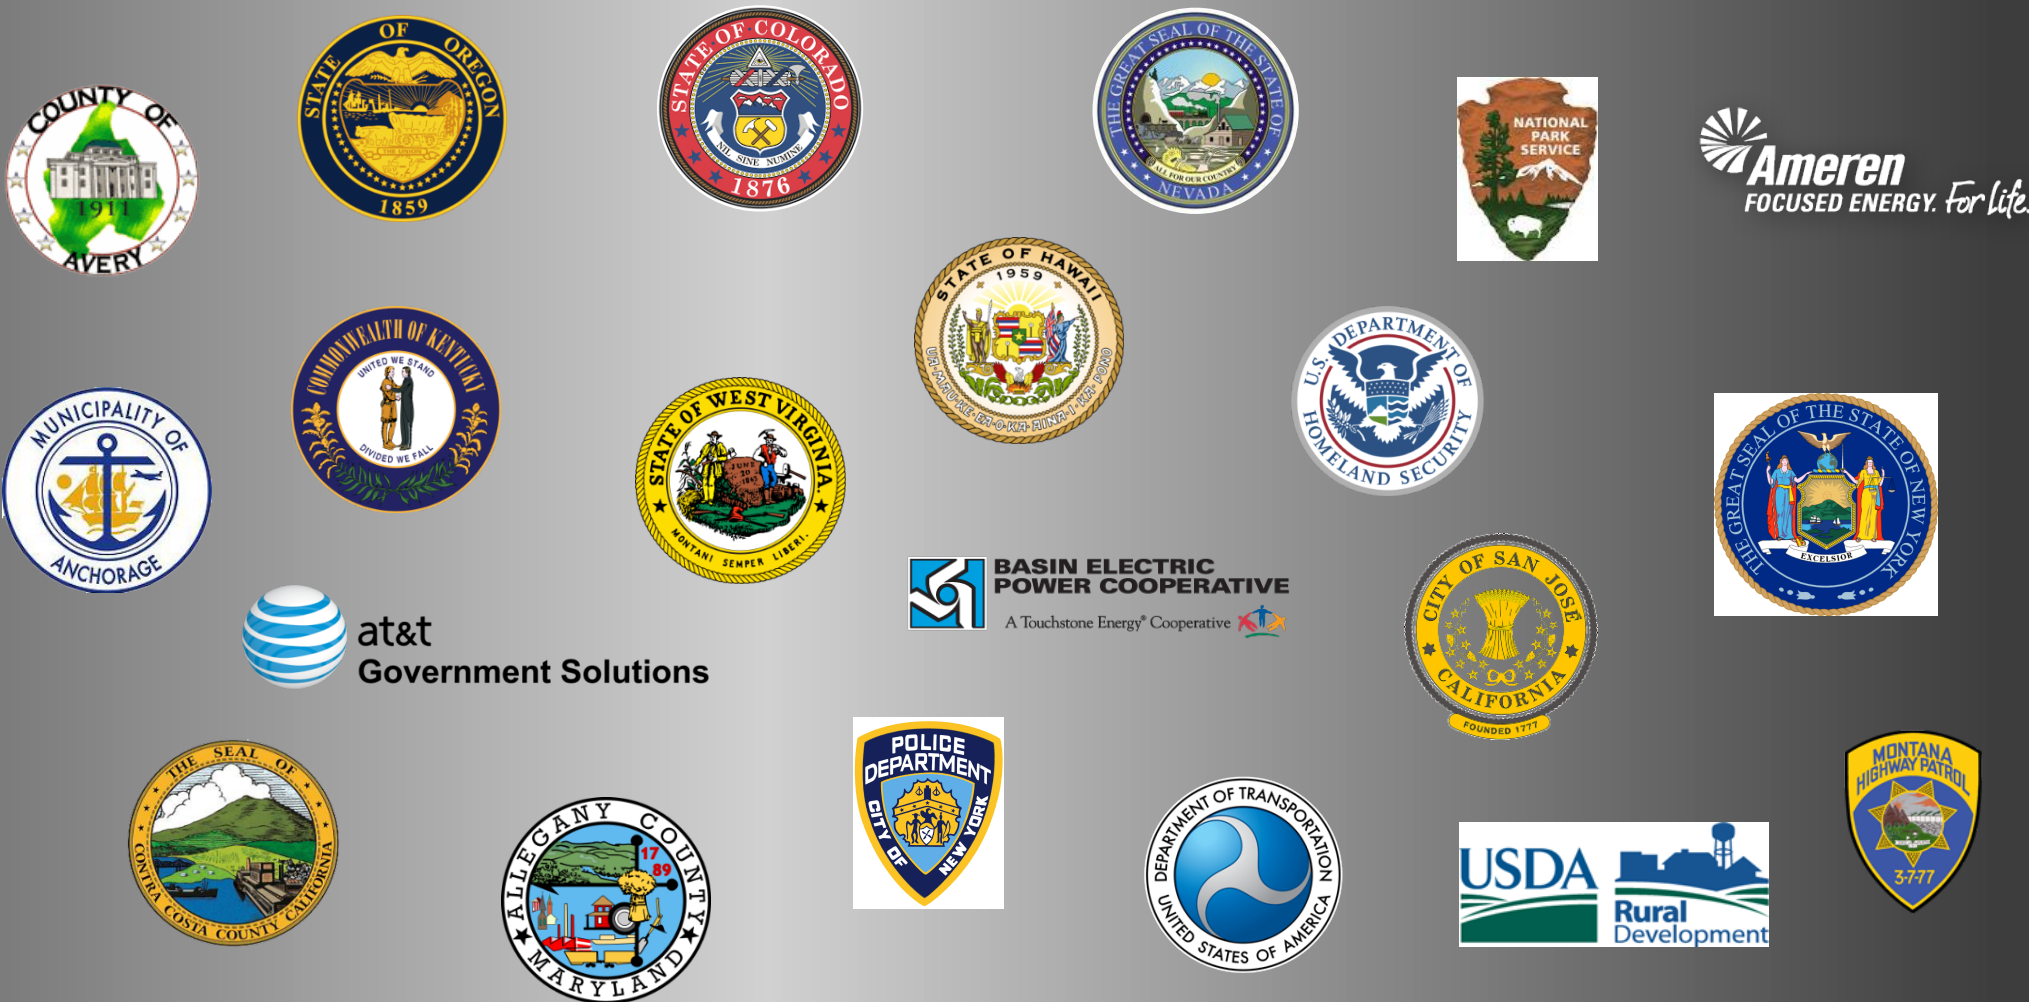 COUNTY OF
1911
AVERY
STATE OF OREGON
THE UNION
1859
STATE OF COLORADO
NIL SINE NUMINE
1876
THE GREAT SEAL OF THE STATE OF
ALL FOR OUR COUNTRY
NEVADA
NATIONAL
PARK
SERVICE
Ameren
FOCUSED ENERGY. For life.
STATE OF HAWAII
1959
UA·MAU·KE·EA·O·KA·AINA·I·KA·PONO
COMMONWEALTH OF KENTUCKY
UNITED WE STAND
DIVIDED WE FALL
U.S. DEPARTMENT OF
HOMELAND SECURITY
MUNICIPALITY OF
ANCHORAGE
STATE OF WEST VIRGINIA
JUNE
20
1863
MONTANI SEMPER LIBERI.
THE GREAT SEAL OF THE STATE OF NEW YORK
EXCELSIOR
BASIN ELECTRIC
POWER COOPERATIVE
A Touchstone Energy® Cooperative
CITY OF SAN JOSE
CALIFORNIA
FOUNDED 1777
at&t
Government Solutions
THE SEAL OF
CONTRA COSTA COUNTY CALIFORNIA
POLICE
DEPARTMENT
CITY OF
NEW YORK
MONTANA
HIGHWAY PATROL
3-7-77
ALLEGANY COUNTY
17
89
MARYLAND
DEPARTMENT OF TRANSPORTATION
UNITED STATES OF AMERICA
USDA
Rural
Development